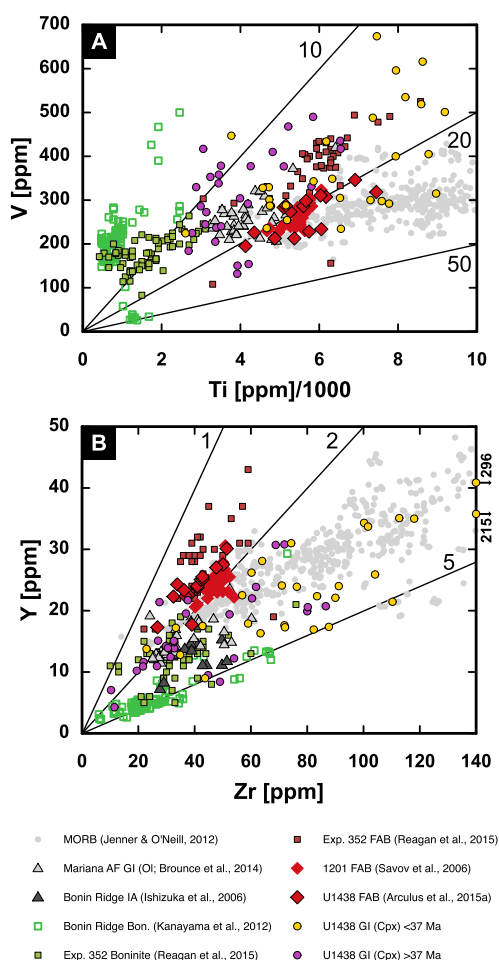 A
700
600
500
400
300
200
100
0
V [ppm]
10
20
50
0 2 4 6 8 10
Ti [ppm]/1000
B
50
40
30
20
10
0
Y [ppm]
1
2
5
296
215
0 20 40 60 80 100 120 140
Zr [ppm]
MORB (Jenner & O'Neill, 2012)
Mariana AF GI (Ol; Brounce et al., 2014)
Bonin Ridge IA (Ishizuka et al., 2006)
Bonin Ridge Bon. (Kanayama et al., 2012)
Exp. 352 Boninite (Reagan et al., 2015)
Exp. 352 FAB (Reagan et al., 2015)
1201 FAB (Savov et al., 2006)
U1438 FAB (Arculus et al., 2015a)
U1438 GI (Cpx) <37 Ma
U1438 GI (Cpx) >37 Ma